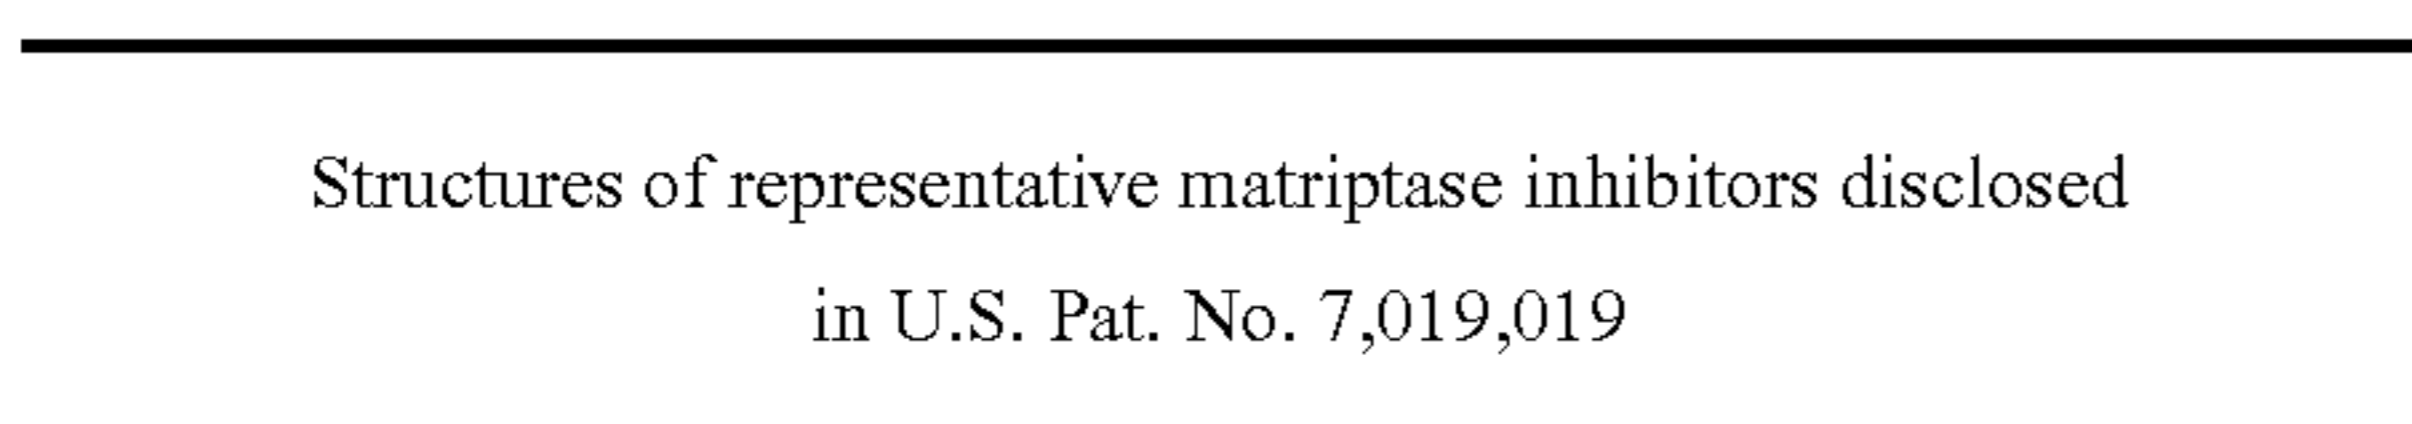 Structures of representative matriptase inhibitors disclosed
in U.S. Pat. No. 7,019,019